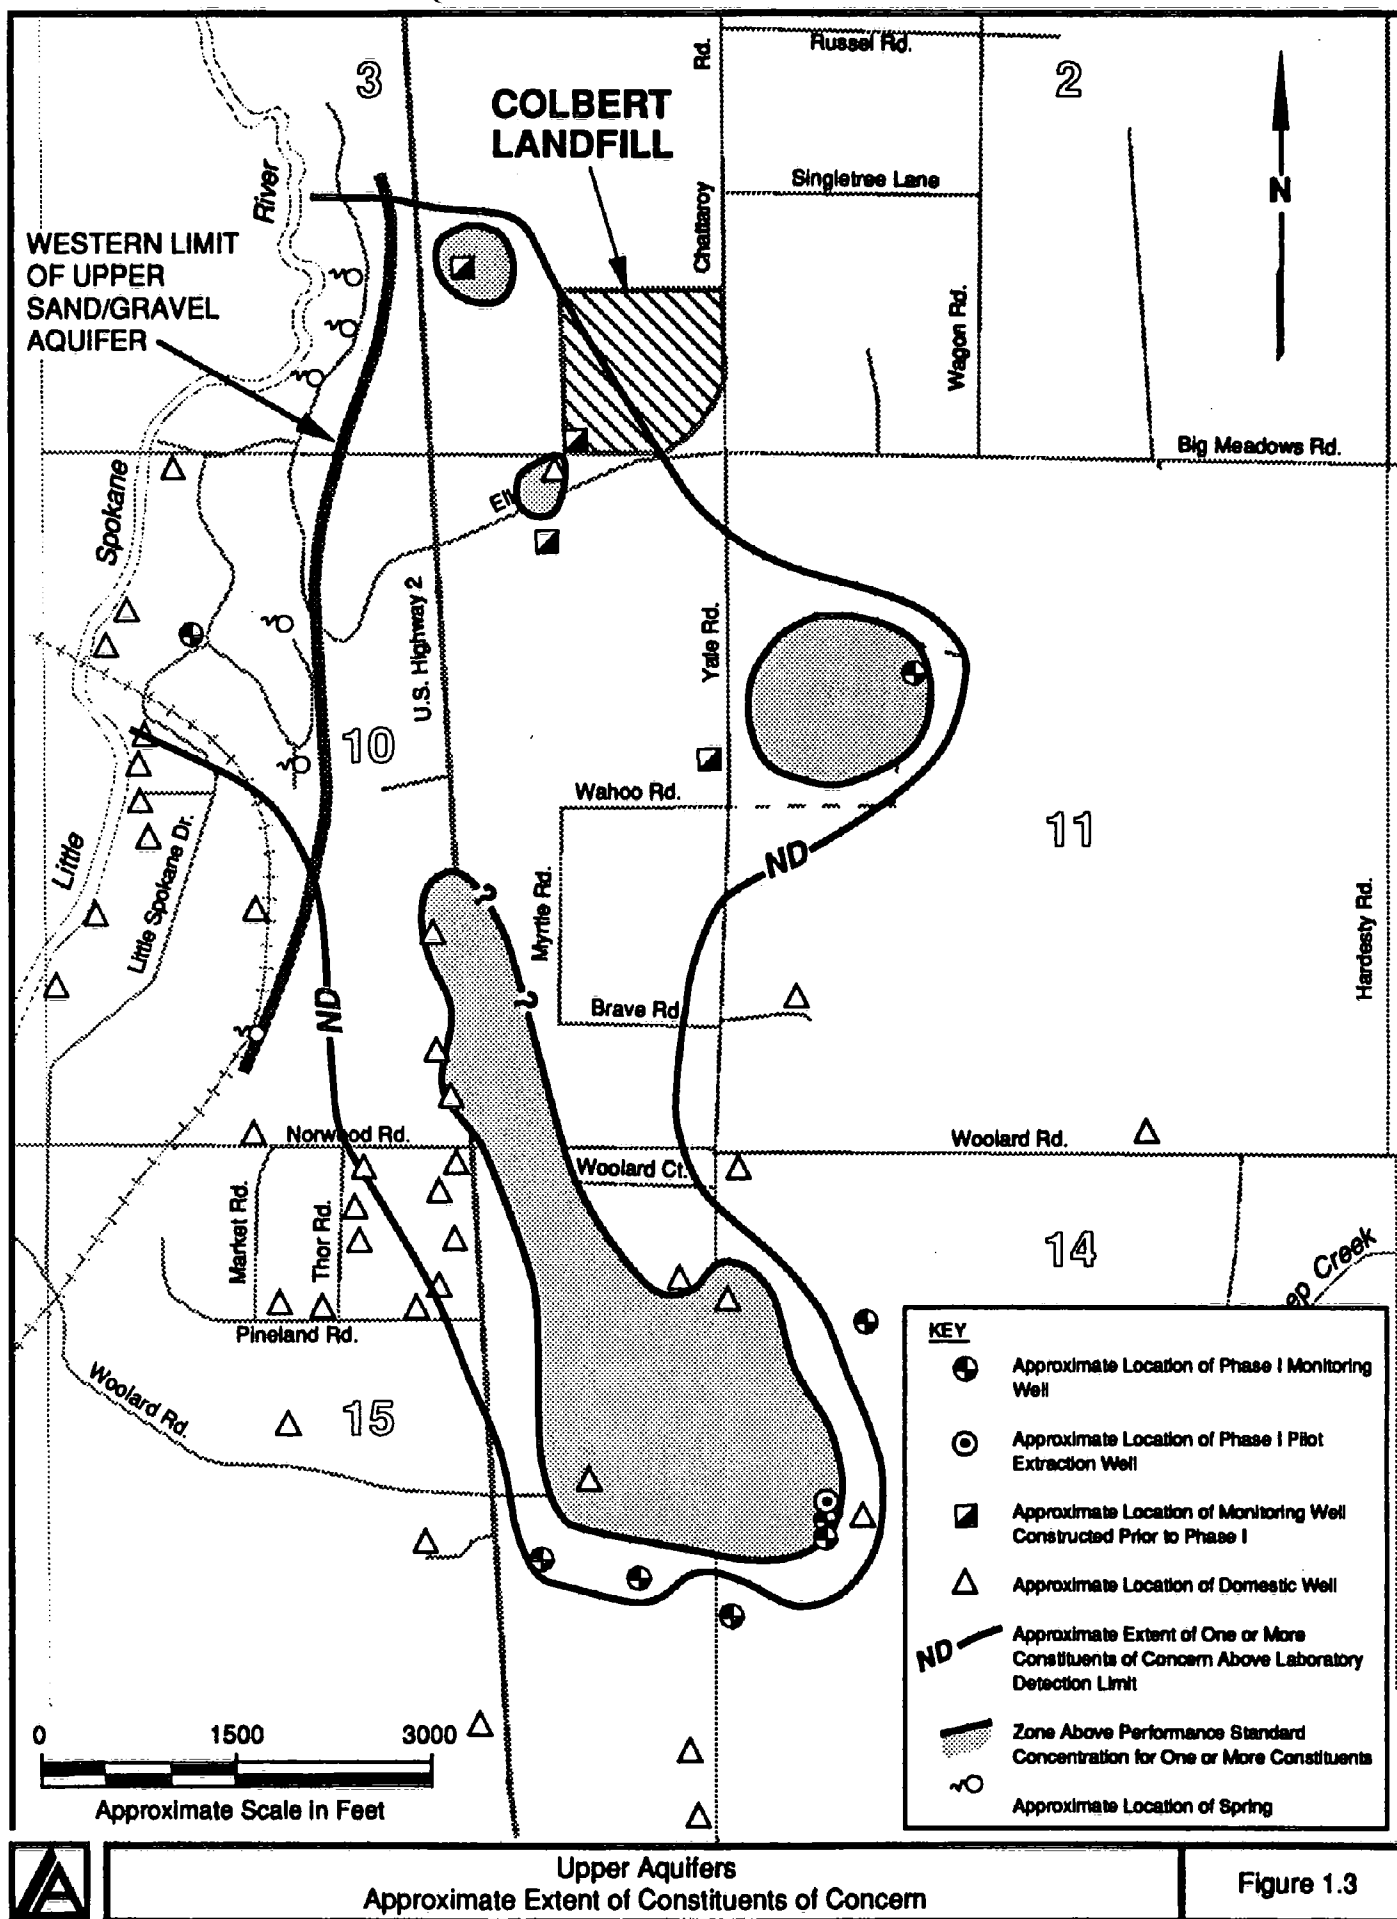 Russel Rd.
3
2
Rd.
COLBERT
LANDFILL
Chattaroy
Singletree Lane
N
River
WESTERN LIMIT
OF UPPER
SAND/GRAVEL
AQUIFER
Wagon Rd.
Big Meadows Rd.
Spokane
U.S. Highway 2
Yale Rd.
10
Wahoo Rd.
11
ND
Little
Little Spokane Dr.
Myrtle Rd.
Hardesty Rd.
?
?
ND
Brave Rd
Norwood Rd.
Woolard Rd.
Woolard Ct.
Market Rd.
Thor Rd.
14
ep Creek
Pineland Rd.
Woolard Rd.
15
KEY
Approximate Location of Phase I Monitoring
Well
Approximate Location of Phase I Pilot
Extraction Well
Approximate Location of Monitoring Well
Constructed Prior to Phase I
Approximate Location of Domestic Well
ND
Approximate Extent of One or More
Constituents of Concern Above Laboratory
Detection Limit
Zone Above Performance Standard
Concentration for One or More Constituents
Approximate Location of Spring
0 1500 3000
Approximate Scale in Feet
Upper Aquifers
Approximate Extent of Constituents of Concern
Figure 1.3